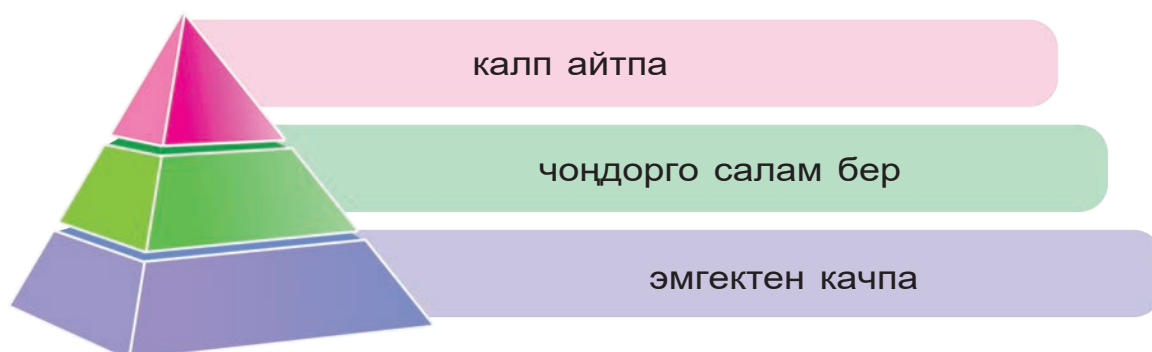 калп айтпа
чоңдорго салам бер
эмгектен качпа